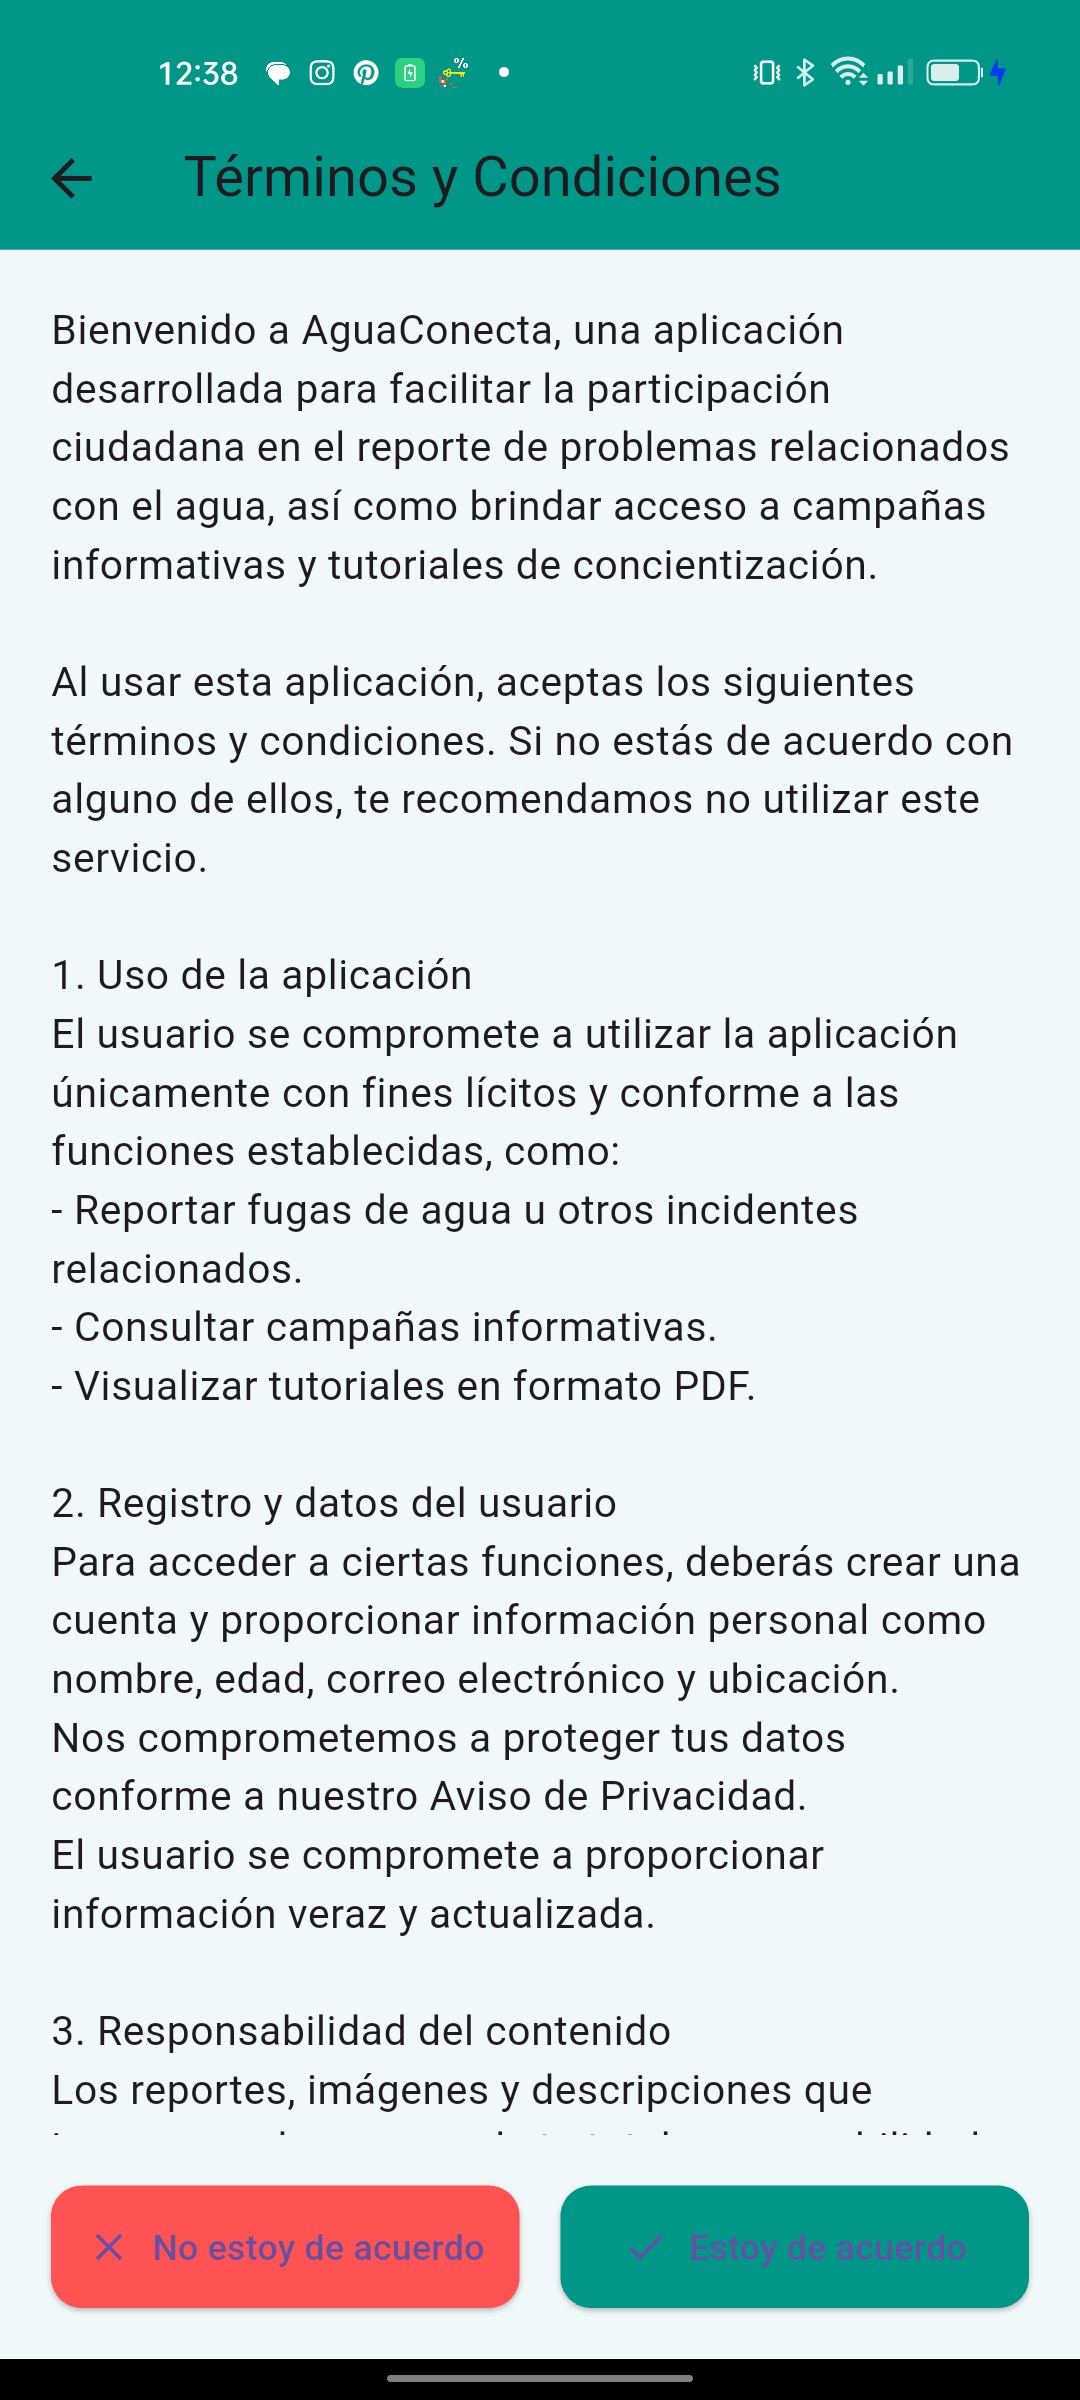 12:38
Términos y Condiciones
Bienvenido a AguaConecta, una aplicación
desarrollada para facilitar la participación
ciudadana en el reporte de problemas relacionados
con el agua, así como brindar acceso a campañas
informativas y tutoriales de concientización.
Al usar esta aplicación, aceptas los siguientes
términos y condiciones. Si no estás de acuerdo con
alguno de ellos, te recomendamos no utilizar este
servicio.
1. Uso de la aplicación
El usuario se compromete a utilizar la aplicación
únicamente con fines lícitos y conforme a las
funciones establecidas, como:
- Reportar fugas de agua u otros incidentes
relacionados.
- Consultar campañas informativas.
- Visualizar tutoriales en formato PDF.
2. Registro y datos del usuario
Para acceder a ciertas funciones, deberás crear una
cuenta y proporcionar información personal como
nombre, edad, correo electrónico y ubicación.
Nos comprometemos a proteger tus datos
conforme a nuestro Aviso de Privacidad.
El usuario se compromete a proporcionar
información veraz y actualizada.
3. Responsabilidad del contenido
Los reportes, imágenes y descripciones que
No estoy de acuerdo
Estoy de acuerdo